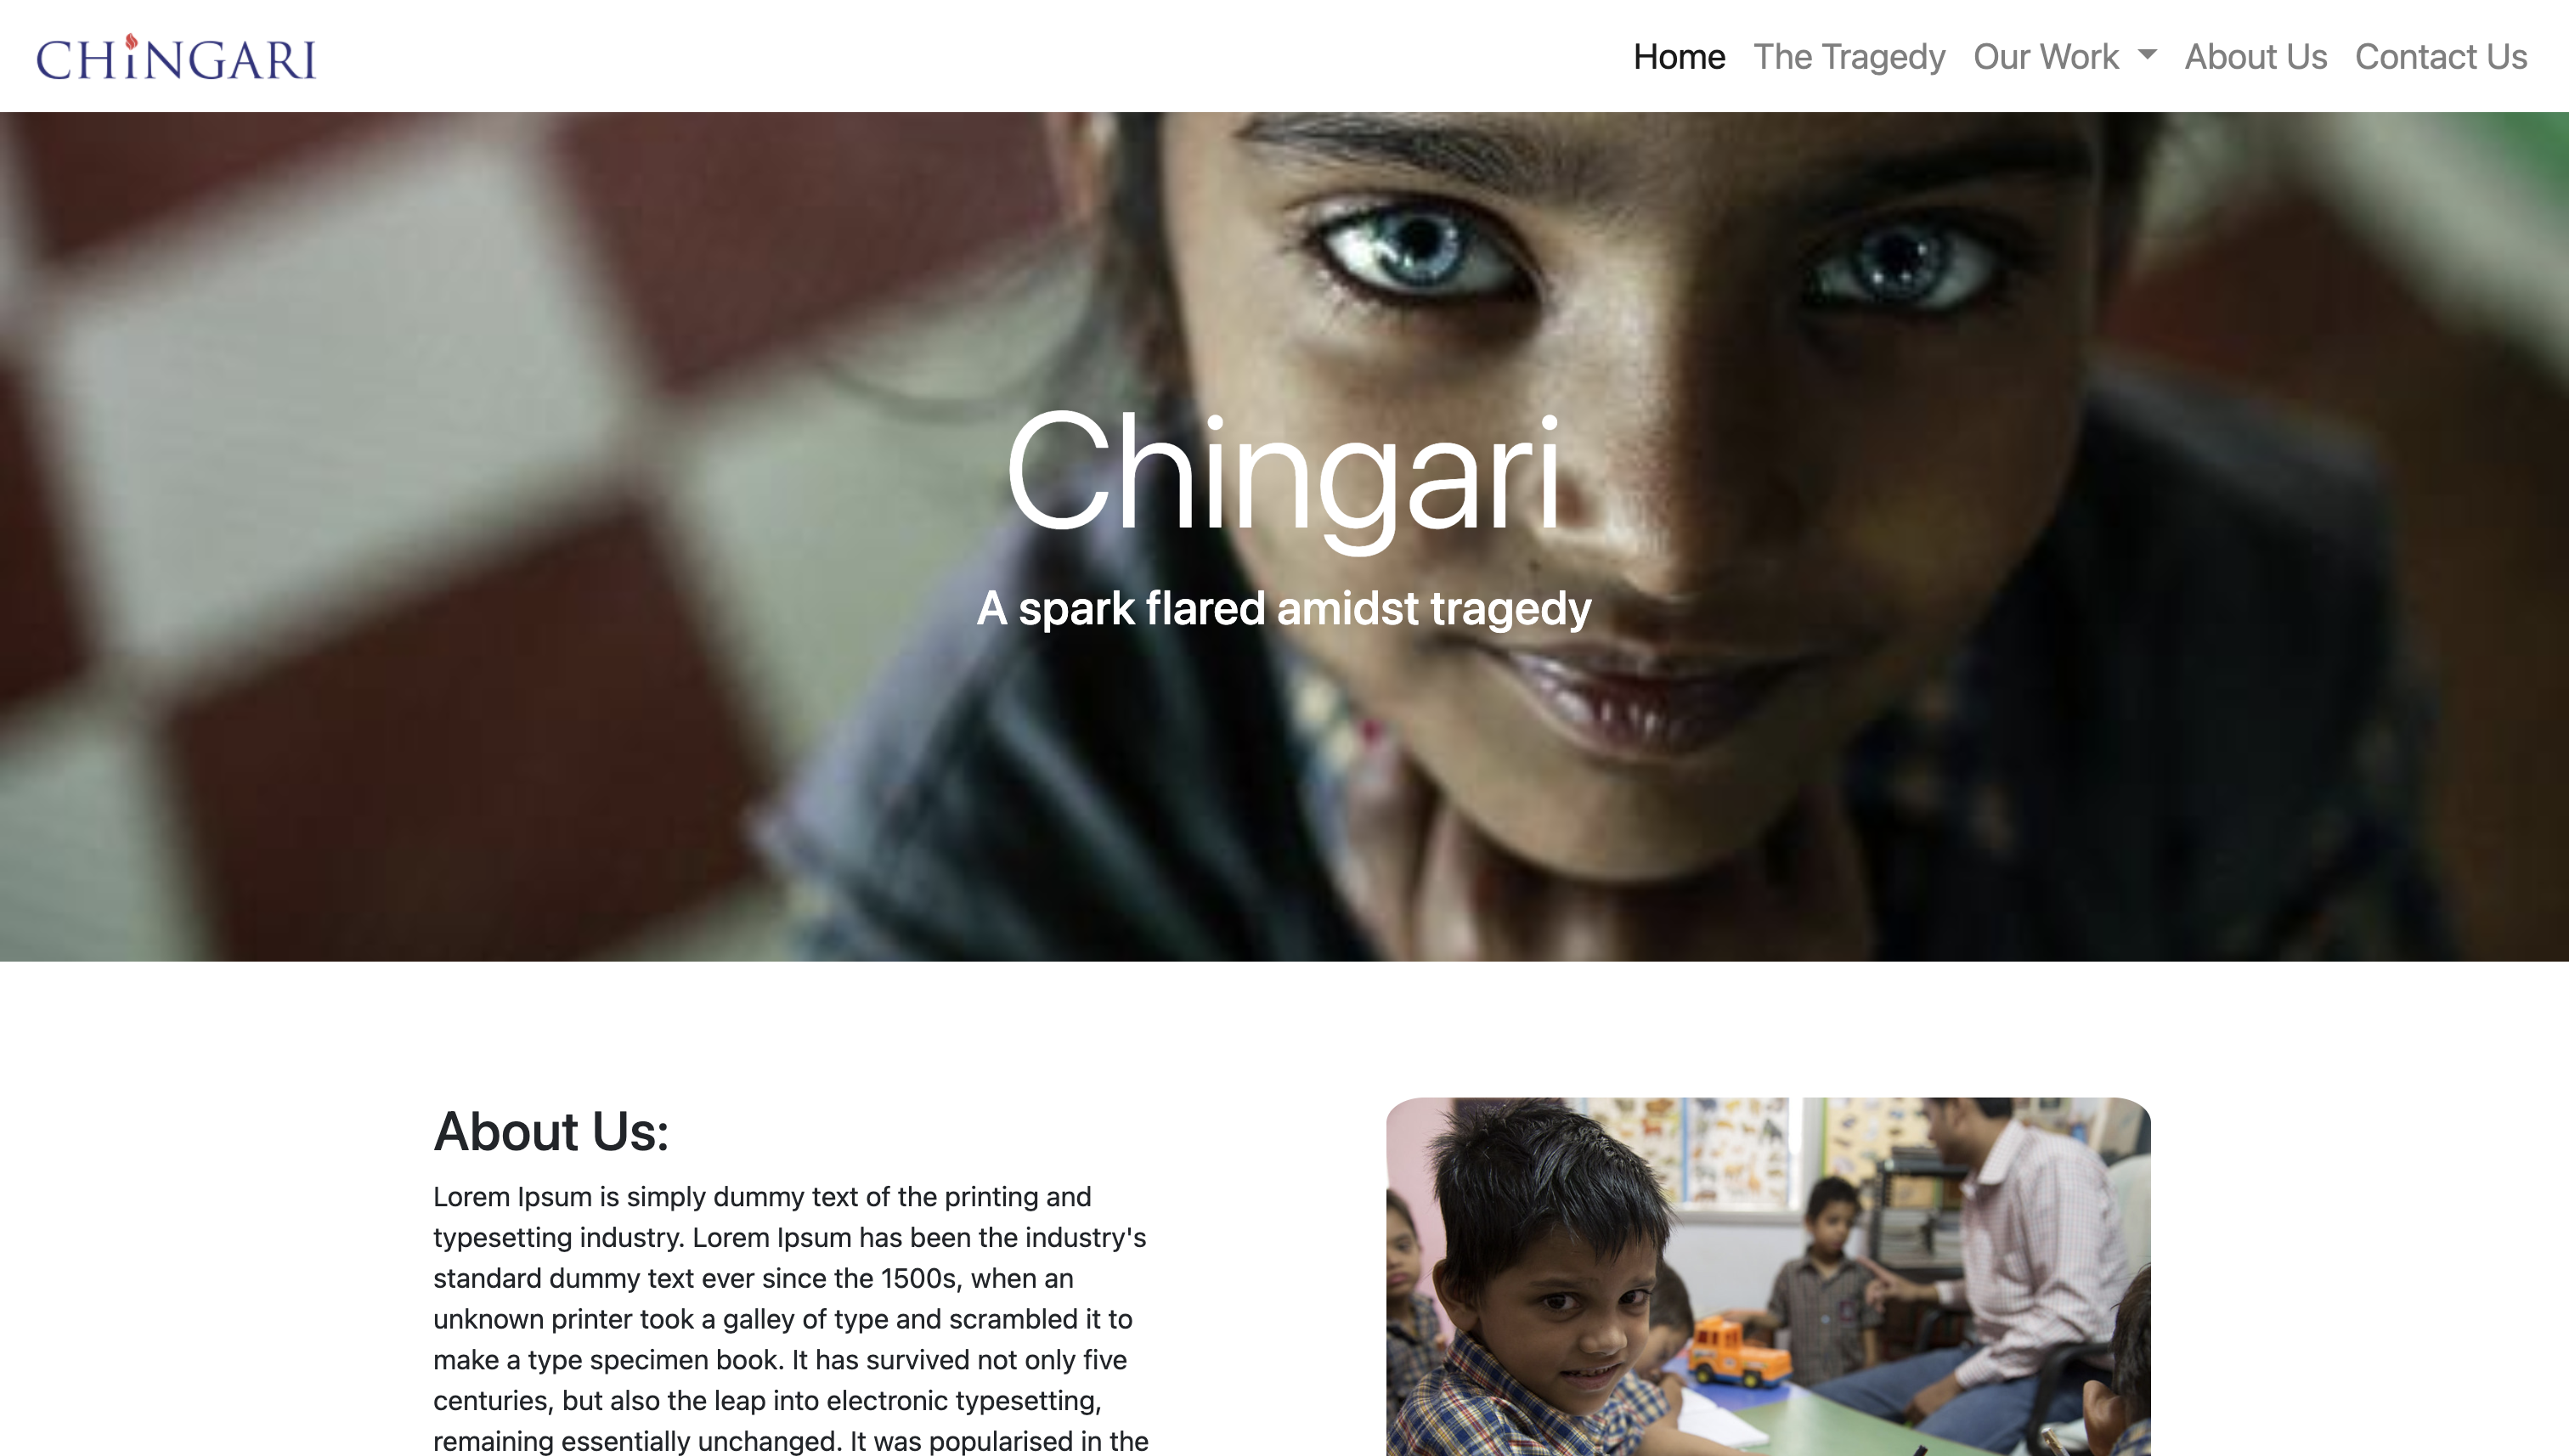 CHiNGARI
Home The Tragedy Our Work About Us Contact Us
Chingari
A spark flared amidst tragedy
About Us:
Lorem Ipsum is simply dummy text of the printing and
typesetting industry. Lorem Ipsum has been the industry's
standard dummy text ever since the 1500s, when an
unknown printer took a galley of type and scrambled it to
make a type specimen book. It has survived not only five
centuries, but also the leap into electronic typesetting,
remaining essentially unchanged. It was popularised in the